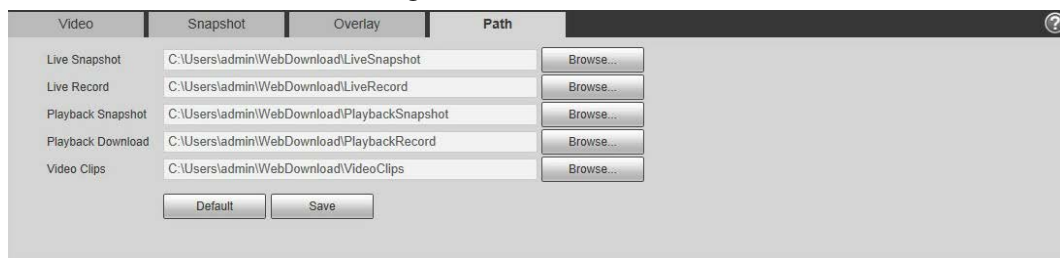 Video Snapshot Overlay Path ?
Live Snapshot C:\Users\admin\WebDownload\LiveSnapshot Browse...
Live Record C:\Users\admin\WebDownload\LiveRecord Browse...
Playback Snapshot C:\Users\admin\WebDownload\PlaybackSnapshot Browse...
Playback Download C:\Users\admin\WebDownload\PlaybackRecord Browse...
Video Clips C:\Users\admin\WebDownload\VideoClips Browse...
Default Save